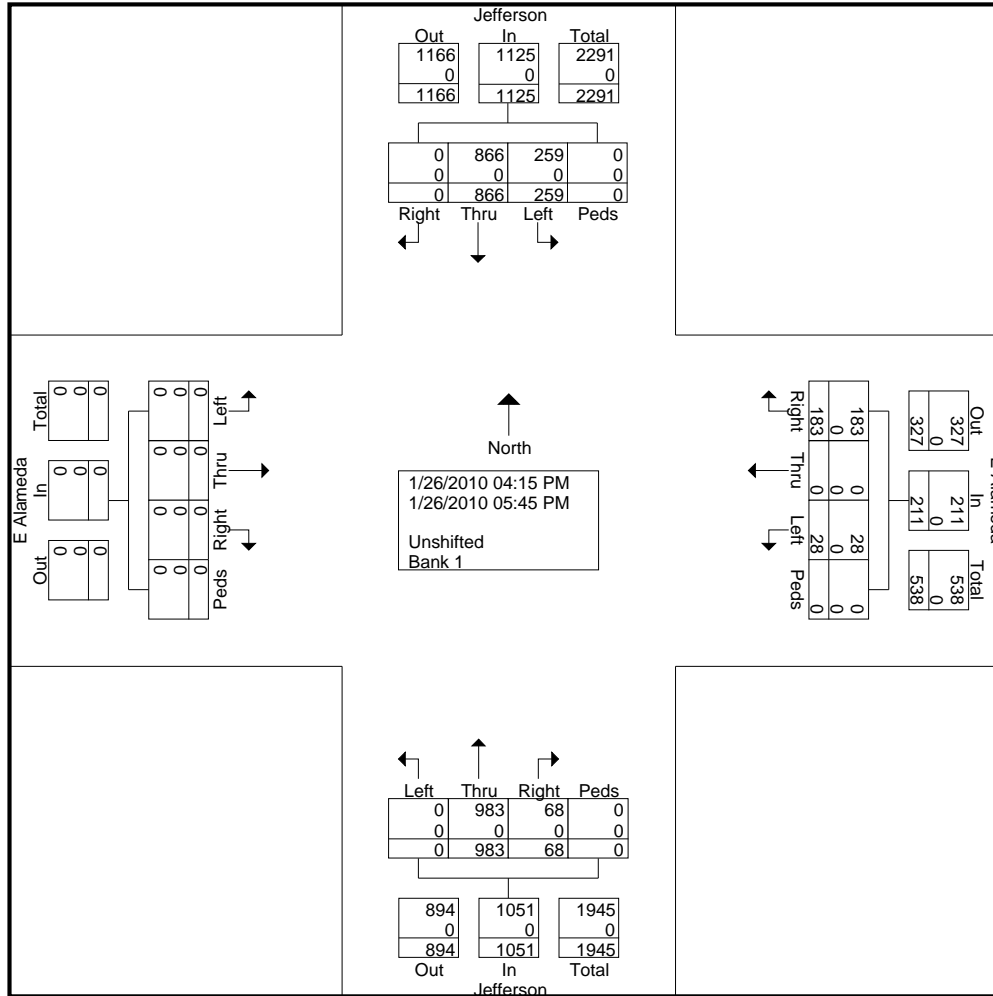 Jefferson
Out In Total
1166 1125 2291
0 0 0
1166 1125 2291
0 866 259 0
0 0 0 0
0 866 259 0
Right Thru Left Peds
E Alameda
Total In Out
0 0 0
0 0 0
0 0 0
0 0 0 0
0 0 0 0
0 0 0 0
Left Thru Right Peds
North
1/26/2010 04:15 PM
1/26/2010 05:45 PM
Unshifted
Bank 1
E Alameda
Out In Total
327 211 538
0 0 0
327 211 538
183 0 28 0
0 0 0 0
183 0 28 0
Right Thru Left Peds
Left Thru Right Peds
0 983 68 0
0 0 0 0
0 983 68 0
894 1051 1945
0 0 0
894 1051 1945
Out In Total
Jefferson